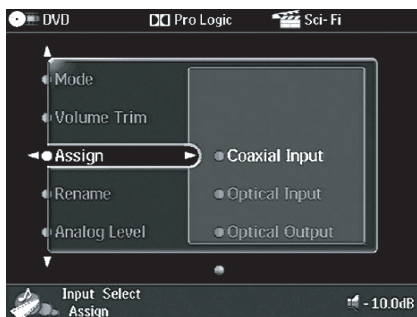 DVD Pro Logic Sci-Fi
Mode
Volume Trim
Assign Coaxial Input
Rename Optical Input
Analog Level Optical Output
Input Select
Assign
-10.0dB